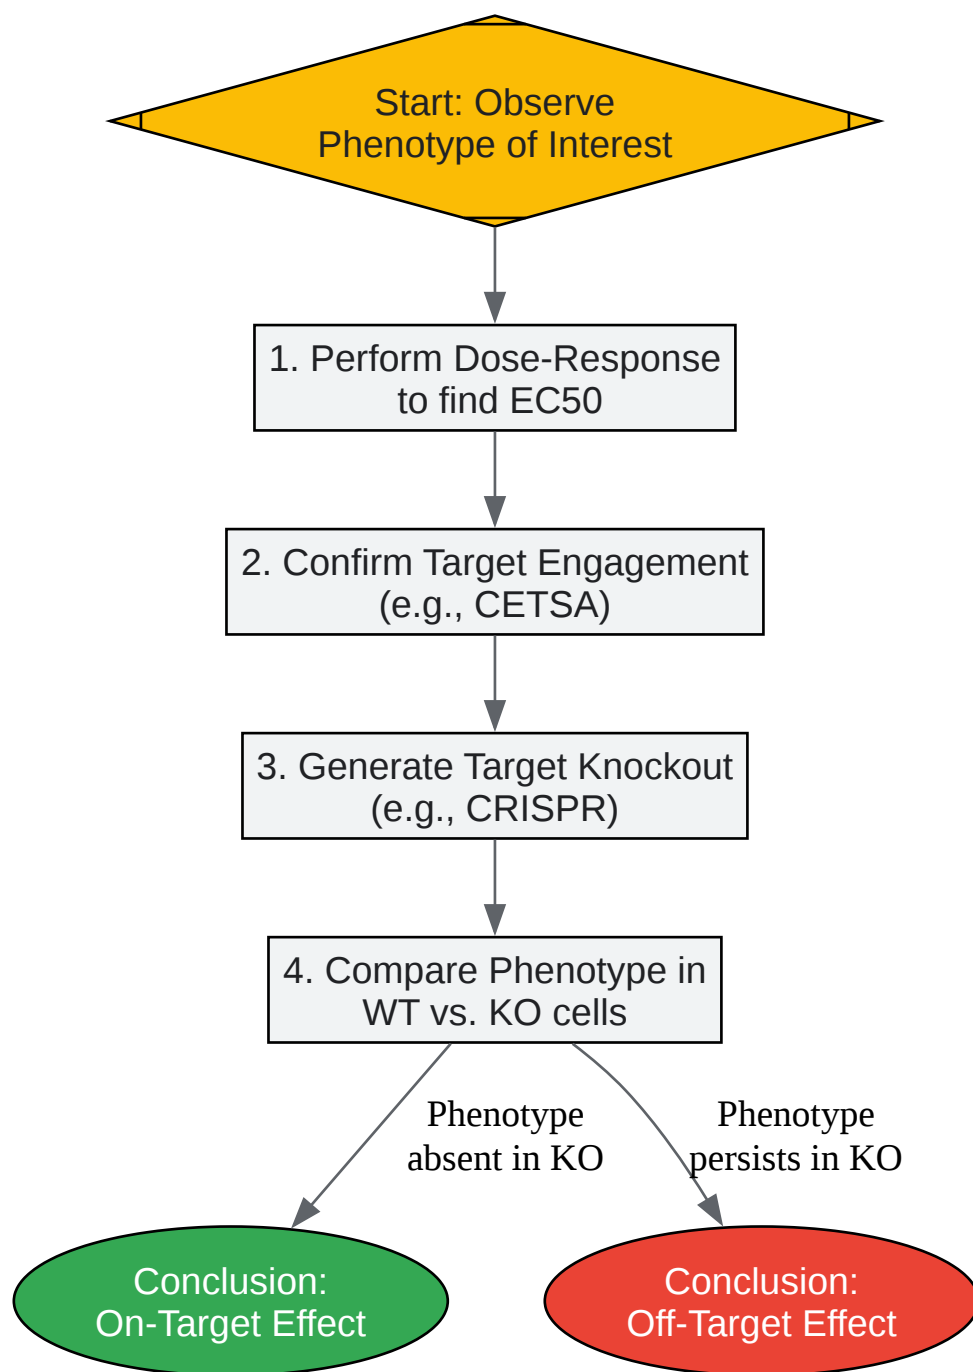 Start: Observe
Phenotype of Interest
1. Perform Dose-Response
to find EC50
2. Confirm Target Engagement
(e.g., CETSA)
3. Generate Target Knockout
(e.g., CRISPR)
4. Compare Phenotype in
WT vs. KO cells
Phenotype
absent in KO
Phenotype
persists in KO
Conclusion:
On-Target Effect
Conclusion:
Off-Target Effect